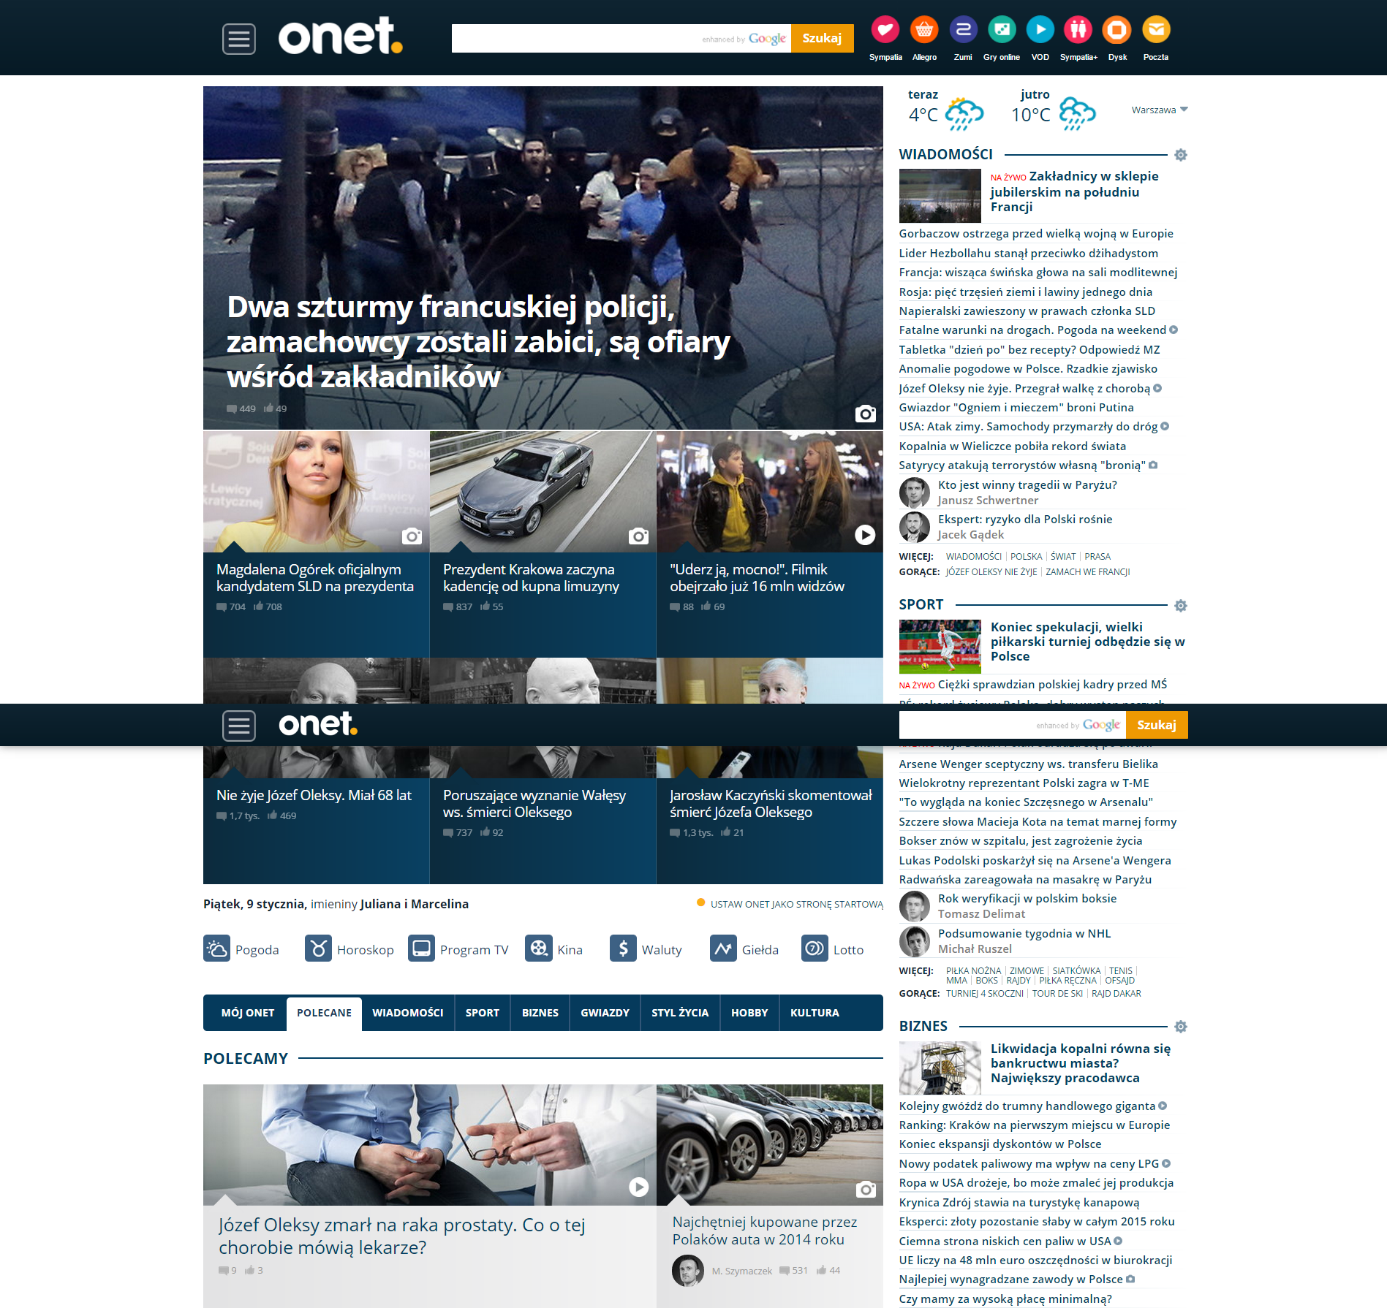 onet.
enhanced by Google
Szukaj
Sympatia
Allegro
Zumi
Gry online
VOD
Sympatia+
Dysk
Poczta
Dwa szturmy francuskiej policji,
zamachowcy zostali zabici, są ofiary
wśród zakładników
449 49
Magdalena Ogórek oficjalnym
kandydatem SLD na prezydenta
704 708
Prezydent Krakowa zaczyna
kadencję od kupna limuzyny
837 55
"Uderz ją, mocno!". Filmik
obejrzało już 16 mln widzów
88 69
teraz
4°C
jutro
10°C
Warszawa
WIADOMOŚCI
NA ŻYWO Zakładnicy w sklepie
jubilerskim na południu
Francji
Gorbaczow ostrzega przed wielką wojną w Europie
Lider Hezbollahu stanął przeciwko dżihadystom
Francja: wisząca świńska głowa na sali modlitewnej
Rosja: pięć trzęsień ziemi i lawiny jednego dnia
Napieralski zawieszony w prawach członka SLD
Fatalne warunki na drogach. Pogoda na weekend
Tabletka "dzień po" bez recepty? Odpowiedź MZ
Anomalie pogodowe w Polsce. Rzadkie zjawisko
Józef Oleksy nie żyje. Przegrał walkę z chorobą
Gwiazdor "Ogniem i mieczem" broni Putina
USA: Atak zimy. Samochody przymarzły do dróg
Kopalnia w Wieliczce pobiła rekord świata
Satyrycy atakują terrorystów własną "bronią"
Kto jest winny tragedii w Paryżu?
Janusz Schwertner
Ekspert: ryzyko dla Polski rośnie
Jacek Gądek
WIĘCEJ: WIADOMOŚCI | POLSKA | ŚWIAT | PRASA
GORĄCE: JÓZEF OLEKSY NIE ŻYJE | ZAMACH WE FRANCJI
SPORT
Koniec spekulacji, wielki
piłkarski turniej odbędzie się w
Polsce
NA ŻYWO Ciężki sprawdzian polskiej kadry przed MŚ
onet.
enhanced by Google
Szukaj
Nie żyje Józef Oleksy. Miał 68 lat
1,7 tys. 469
Poruszające wyznanie Wałęsy
ws. śmierci Oleksego
737 92
Jarosław Kaczyński skomentował
śmierć Józefa Oleksego
1,3 tys. 21
Arsene Wenger sceptyczny ws. transferu Bielika
Wielokrotny reprezentant Polski zagra w T-ME
"To wygląda na koniec Szczęsnego w Arsenalu"
Szczere słowa Macieja Kota na temat marnej formy
Bokser znów w szpitalu, jest zagrożenie życia
Lukas Podolski poskarżył się na Arsene'a Wengera
Radwańska zareagowała na masakrę w Paryżu
Rok weryfikacji w polskim boksie
Tomasz Delimat
Podsumowanie tygodnia w NHL
Michał Ruszel
WIĘCEJ: PIŁKA NOŻNA | ZIMOWE | SIATKÓWKA | TENIS |
MMA | BOKS | RAJDY | PIŁKA RĘCZNA | OFSAJD
GORĄCE: TURNIEJ 4 SKOCZNI | TOUR DE SKI | RAJD DAKAR
Piątek, 9 stycznia, imieniny Juliana i Marcelina
USTAW ONET JAKO STRONĘ STARTOWĄ
Pogoda
Horoskop
Program TV
Kina
Waluty
Giełda
Lotto
MÓJ ONET
POLECANE
WIADOMOŚCI
SPORT
BIZNES
GWIAZDY
STYL ŻYCIA
HOBBY
KULTURA
POLECAMY
Józef Oleksy zmarł na raka prostaty. Co o tej
chorobie mówią lekarze?
9 3
Najchętniej kupowane przez
Polaków auta w 2014 roku
M. Szymaczek 531 44
BIZNES
Likwidacja kopalni równa się
bankructwu miasta?
Największy pracodawca
Kolejny gwóźdź do trumny handlowego giganta
Ranking: Kraków na pierwszym miejscu w Europie
Koniec ekspansji dyskontów w Polsce
Nowy podatek paliwowy ma wpływ na ceny LPG
Ropa w USA drożeje, bo może zmaleć jej produkcja
Krynica Zdrój stawia na turystykę kanapową
Eksperci: złoty pozostanie słaby w całym 2015 roku
Ciemna strona niskich cen paliw w USA
UE liczy na 48 mln euro oszczędności w biurokracji
Najlepiej wynagradzane zawody w Polsce
Czy mamy za wysoką płacę minimalną?